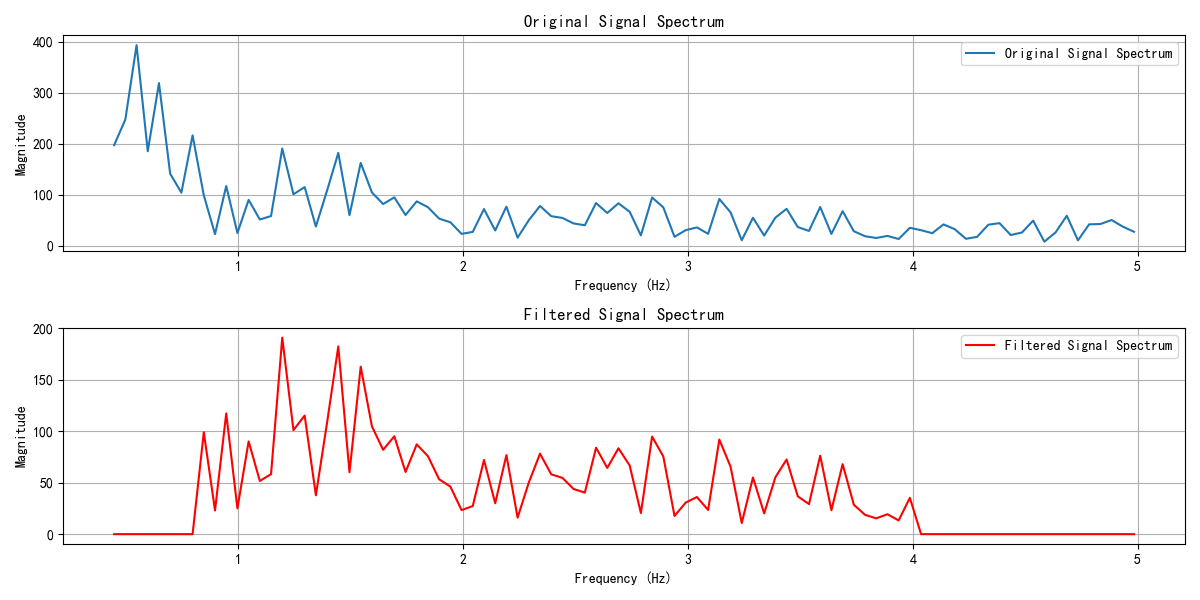 Original Signal Spectrum
400
300
200
100
0
Magnitude
Original Signal Spectrum
1
2
3
4
5
Frequency (Hz)
Filtered Signal Spectrum
200
150
100
50
0
Magnitude
Filtered Signal Spectrum
1
2
3
4
5
Frequency (Hz)